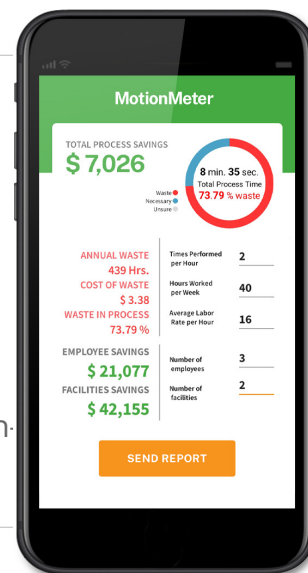 MotionMeter
TOTAL PROCESS SAVINGS
$ 7,026
8 min. 35 sec.
Total Process Time
73.79 % waste
Waste
Necessary
Unsure
ANNUAL WASTE
439 Hrs.
COST OF WASTE
$ 3.38
WASTE IN PROCESS
73.79 %
EMPLOYEE SAVINGS
$ 21,077
FACILITIES SAVINGS
$ 42,155
Times Performed
per Hour
2
Hours Worked
per Week
40
Average Labor
Rate per Hour
16
Number of
employees
3
Number of
facilities
2
n-
SEND REPORT